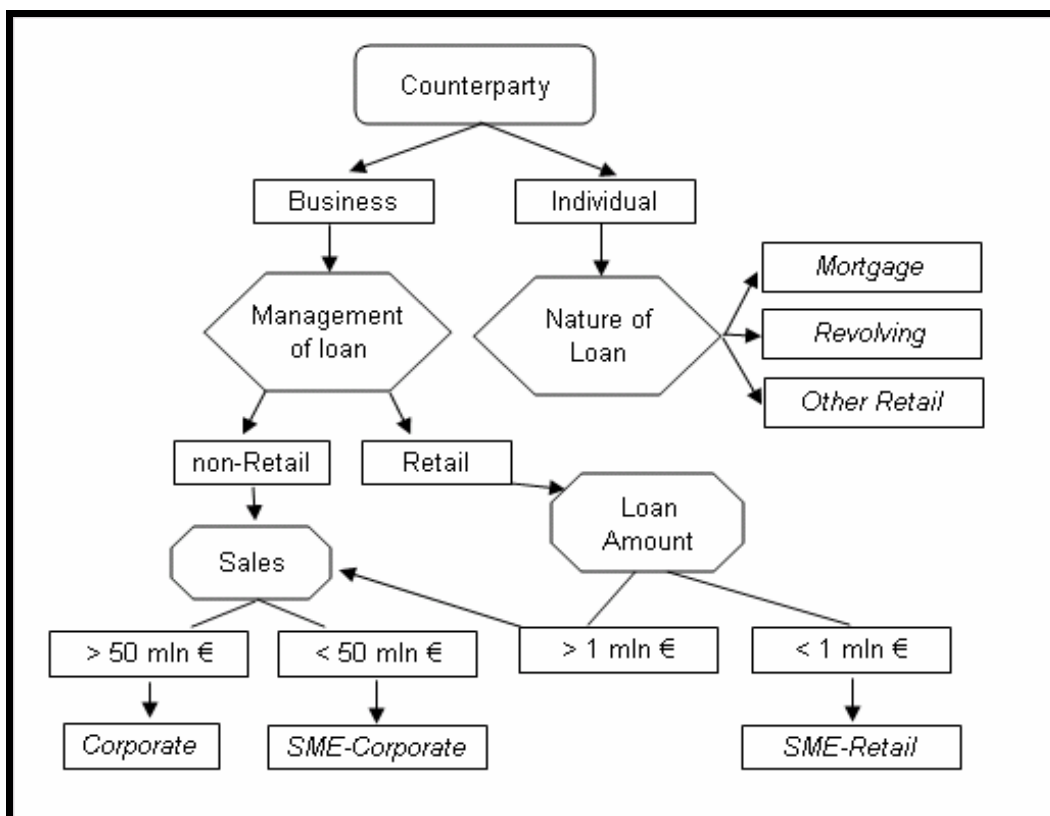 Counterparty
Business
Individual
Management
of loan
Nature of
Loan
Mortgage
Revolving
Other Retail
non-Retail
Retail
Loan
Amount
Sales
> 50 mln €
< 50 mln €
> 1 mln €
< 1 mln €
Corporate
SME-Corporate
SME-Retail